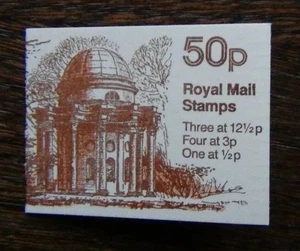 50p
Royal Mail
Stamps
Three at 12½p
Four at 3p
One at ½p